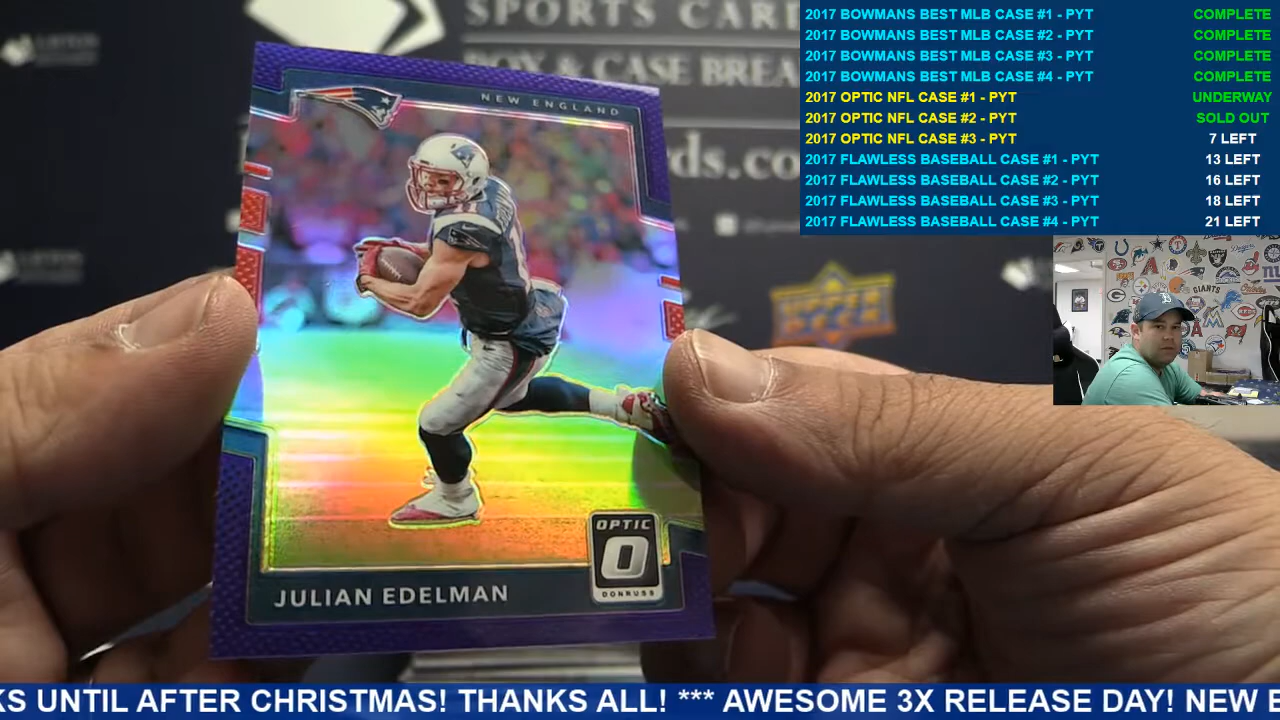 SPORTS CAR
BOX & CASE BREA
rds.co
2017 BOWMANS BEST MLB CASE #1 - PYT COMPLETE
2017 BOWMANS BEST MLB CASE #2 - PYT COMPLETE
2017 BOWMANS BEST MLB CASE #3 - PYT COMPLETE
2017 BOWMANS BEST MLB CASE #4 - PYT COMPLETE
2017 OPTIC NFL CASE #1 - PYT UNDERWAY
2017 OPTIC NFL CASE #2 - PYT SOLD OUT
2017 OPTIC NFL CASE #3 - PYT 7 LEFT
2017 FLAWLESS BASEBALL CASE #1 - PYT 13 LEFT
2017 FLAWLESS BASEBALL CASE #2 - PYT 16 LEFT
2017 FLAWLESS BASEBALL CASE #3 - PYT 18 LEFT
2017 FLAWLESS BASEBALL CASE #4 - PYT 21 LEFT
NEW ENGLAND
UPPER
GIANTS
OPTIC
O
DONRUSS
JULIAN EDELMAN
KS UNTIL AFTER CHRISTMAS! THANKS ALL! *** AWESOME 3X RELEASE DAY! NEW